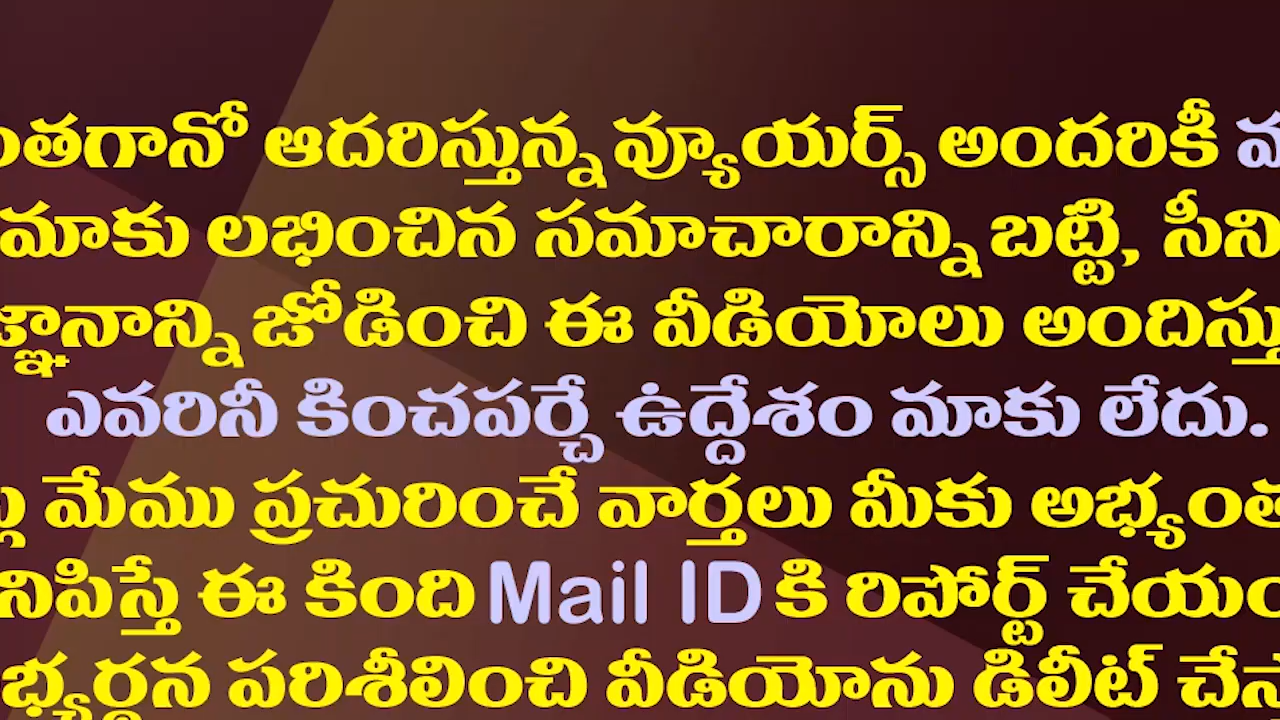 ంతగానో ఆదరిస్తున్న వ్యూయర్స్ అందరికీ
మాకు లభించిన సమాచారాన్ని బట్టి, సీని
జ్ఞానాన్ని జోడించి ఈ వీడియోలు అందిస్తు
ఎవరినీ కించపర్చే ఉద్దేశం మాకు లేదు.
మేము ప్రచురించే వార్తలు మీకు అభ్యంత
నిపిస్తే ఈ కింది Mail ID కి రిపోర్ట్ చేయం
భ్యర్థన పరిశీలించి వీడియోను డిలీట్ చేస